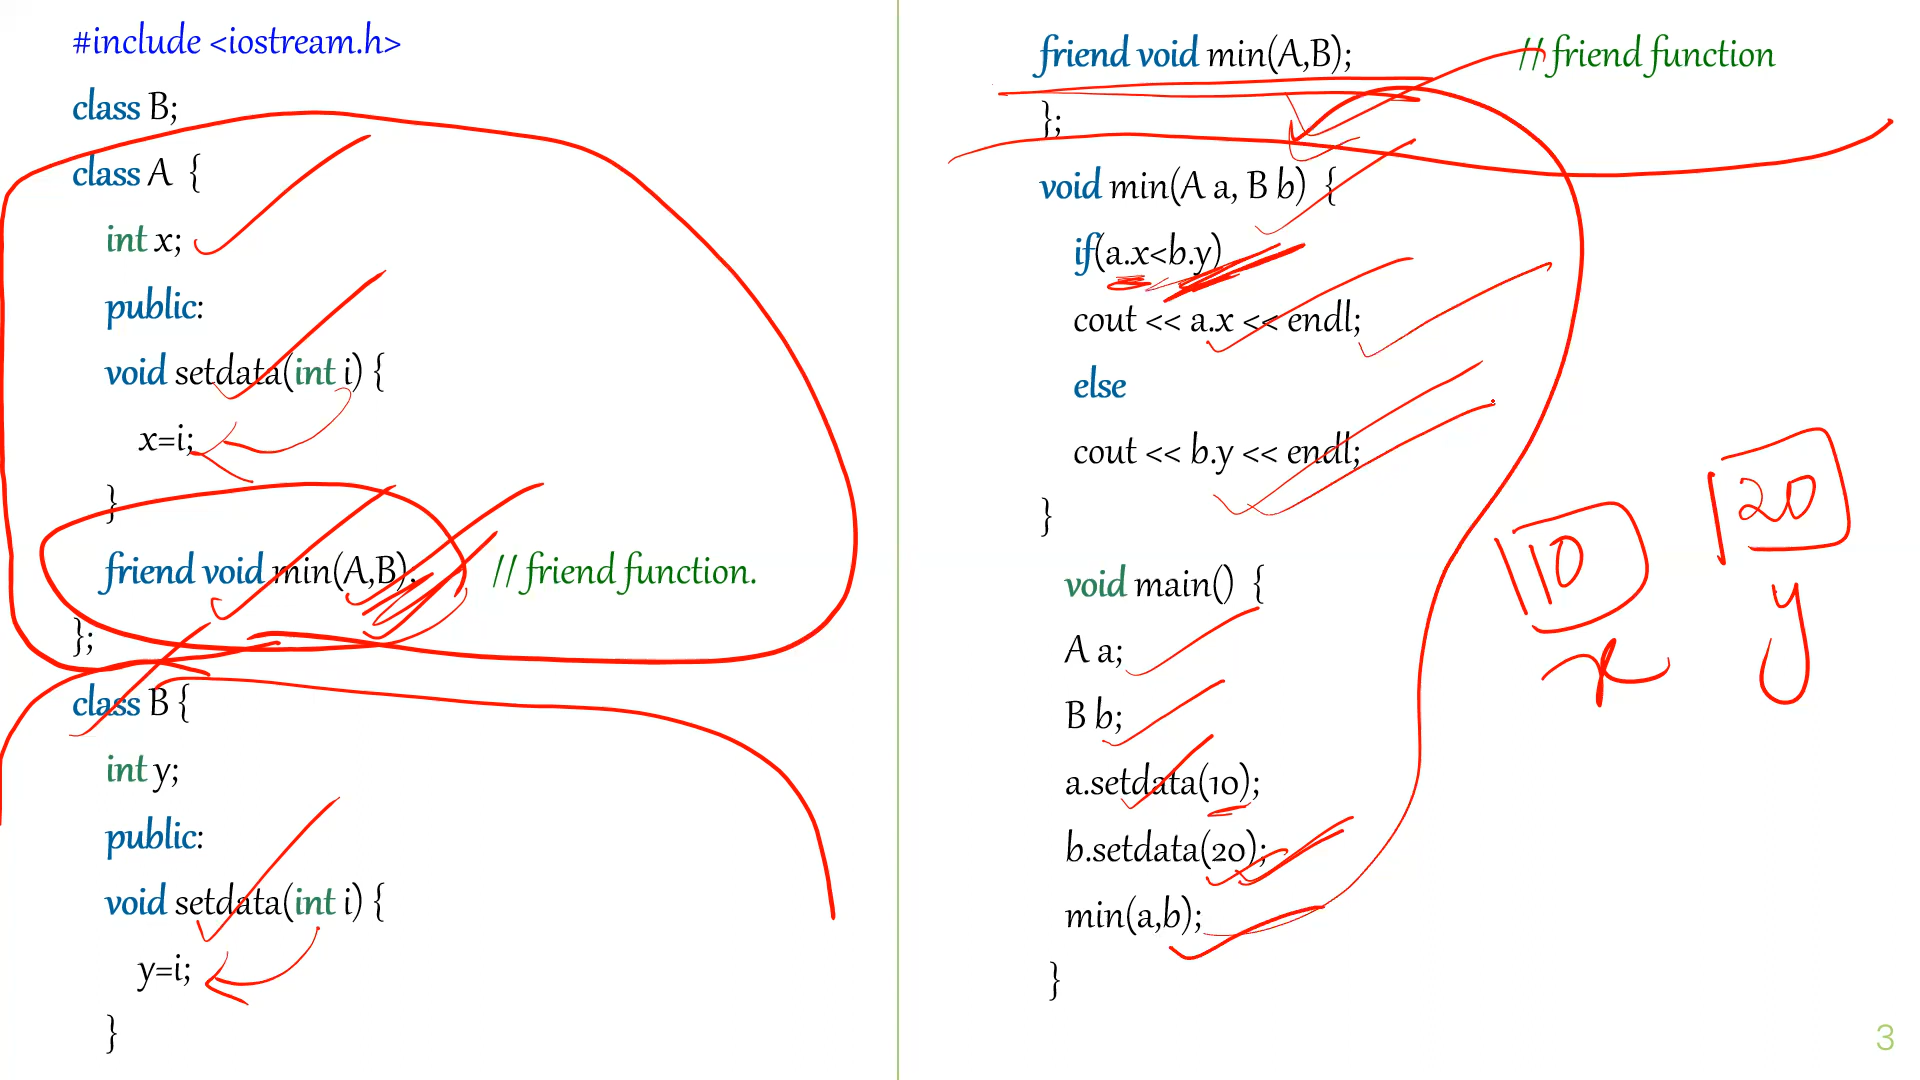 #include <iostream.h>
class B;
class A {
int x;
public:
void setdata(int i) {
x=i;
}
friend void min(A,B); // friend function.
};
class B {
int y;
public:
void setdata(int i) {
y=i;
}
friend void min(A,B); // friend function
};
void min(A a, B b) {
if(a.x<b.y)
cout << a.x << endl;
else
cout << b.y << endl;
}
void main() {
A a;
B b;
a.setdata(10);
b.setdata(20);
min(a,b);
}
10
x
20
y
3